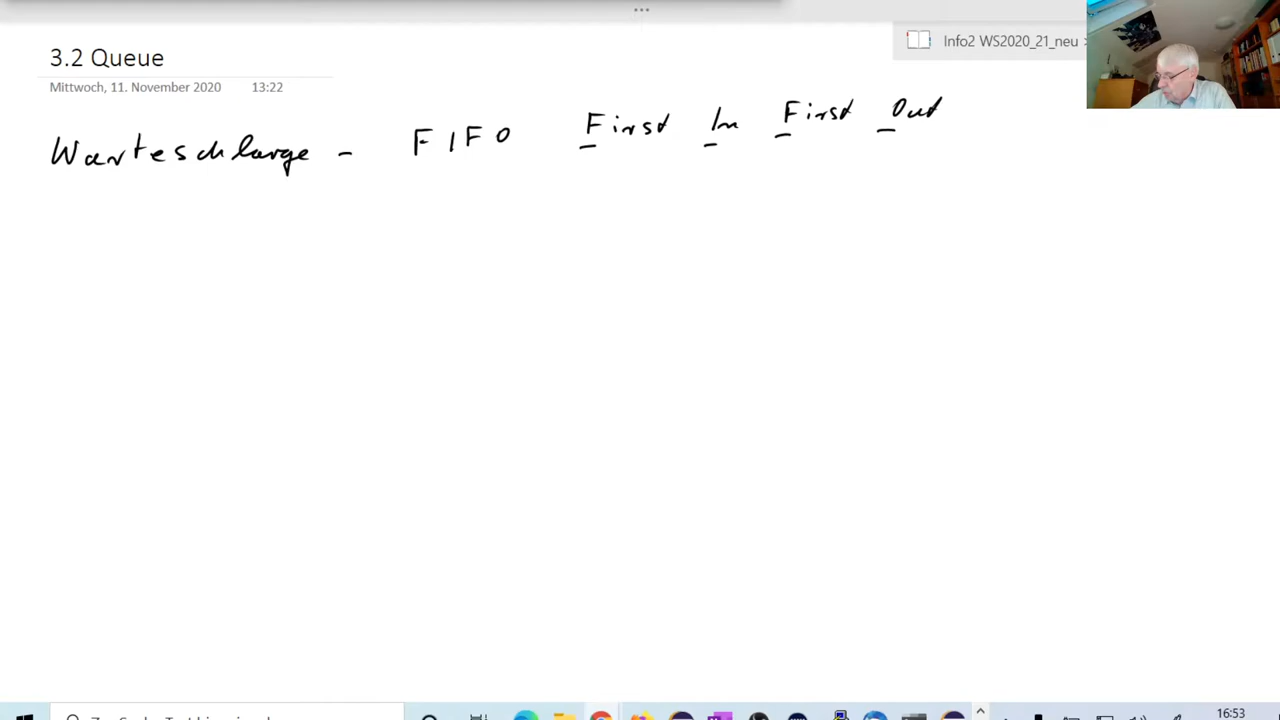 3.2 Queue
Info2 WS2020_21_neu
Mittwoch, 11. November 2020 13:22
Warteschlange - FIFO First In First Out
16:53